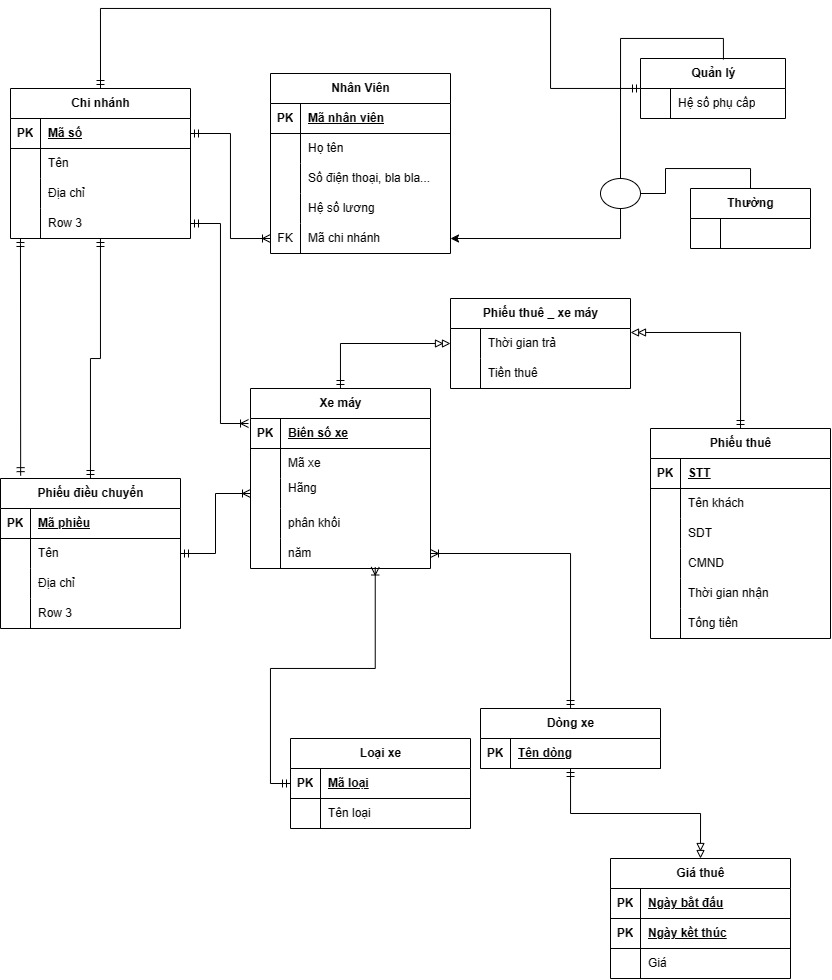 Chi nhánh
PK Mã số
Tên
Địa chỉ
Row 3
Nhân Viên
PK Mã nhân viên
Họ tên
Số điện thoại, bla bla...
Hệ số lương
FK Mã chi nhánh
Quản lý
Hệ số phụ cấp
Thường
Phiếu thuê _ xe máy
Thời gian trả
Tiền thuê
Xe máy
PK Biên số xe
Mã xe
Hãng
phân khối
năm
Phiếu thuê
PK STT
Tên khách
SDT
CMND
Thời gian nhận
Tổng tiền
Phiếu điều chuyển
PK Mã phiều
Tên
Địa chỉ
Row 3
Loại xe
PK Mã loại
Tên loại
Dòng xe
PK Tên dòng
Giá thuê
PK Ngày bắt đầu
PK Ngày kết thúc
Giá